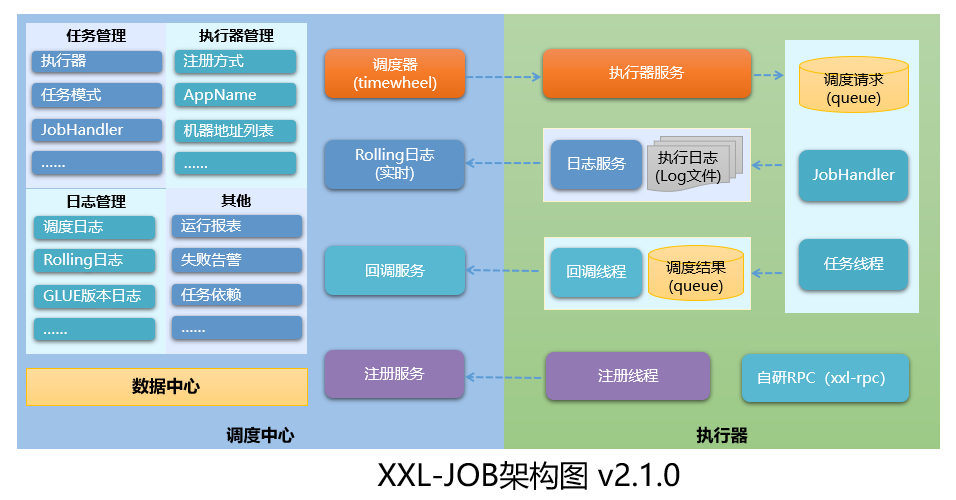 任务管理
执行器
任务模式
JobHandler
......
执行器管理
注册方式
AppName
机器地址列表
......
日志管理
调度日志
Rolling日志
GLUE版本日志
......
其他
运行报表
失败告警
任务依赖
......
数据中心
调度器
(timewheel)
Rolling日志
(实时)
回调服务
注册服务
调度中心
执行器服务
日志服务
执行日志
(Log文件)
回调线程
调度结果
(queue)
注册线程
调度请求
(queue)
JobHandler
任务线程
自研RPC（xxl-rpc）
执行器
XXL-JOB架构图 v2.1.0